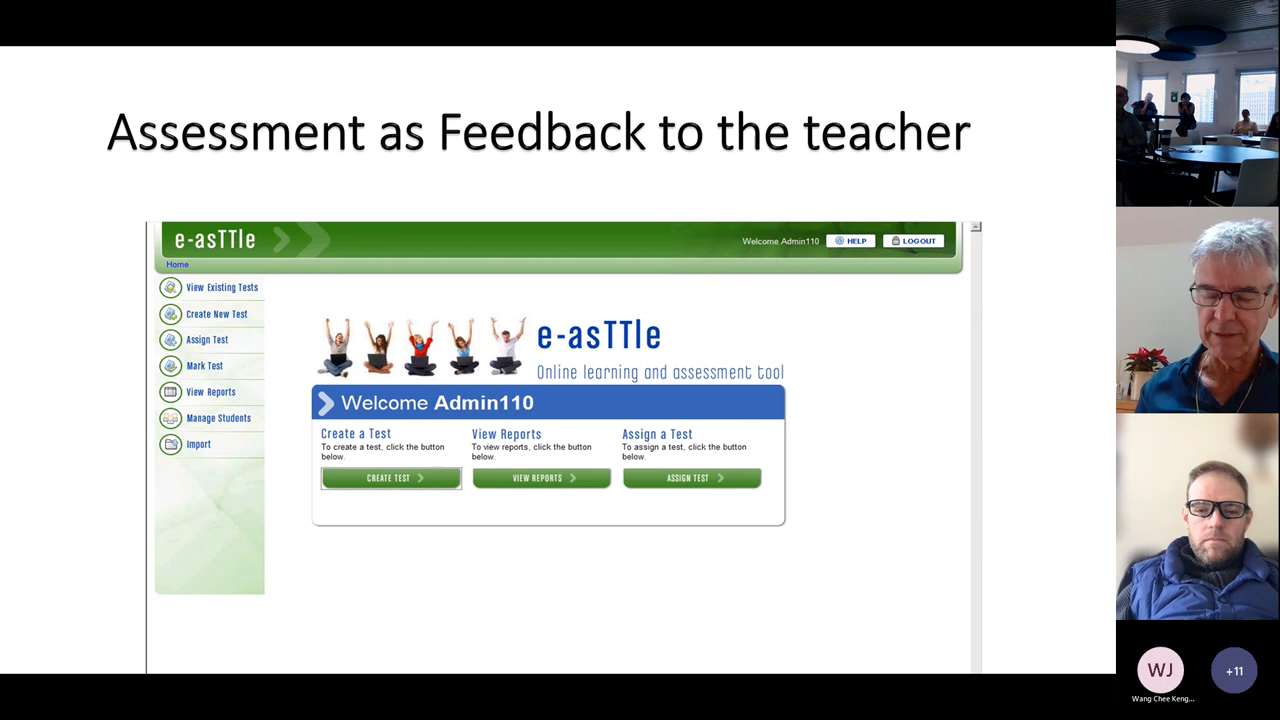 Assessment as Feedback to the teacher
e-asTTle
Welcome Admin110
HELP
LOGOUT
Home
View Existing Tests
Create New Test
Assign Test
Mark Test
View Reports
Manage Students
Import
e-asTTle
Online learning and assessment tool
Welcome Admin110
Create a Test
To create a test, click the button
below.
CREATE TEST
View Reports
To view reports, click the button
below.
VIEW REPORTS
Assign a Test
To assign a test, click the button
below.
ASSIGN TEST
WJ
+11
Wang Chee Keng...